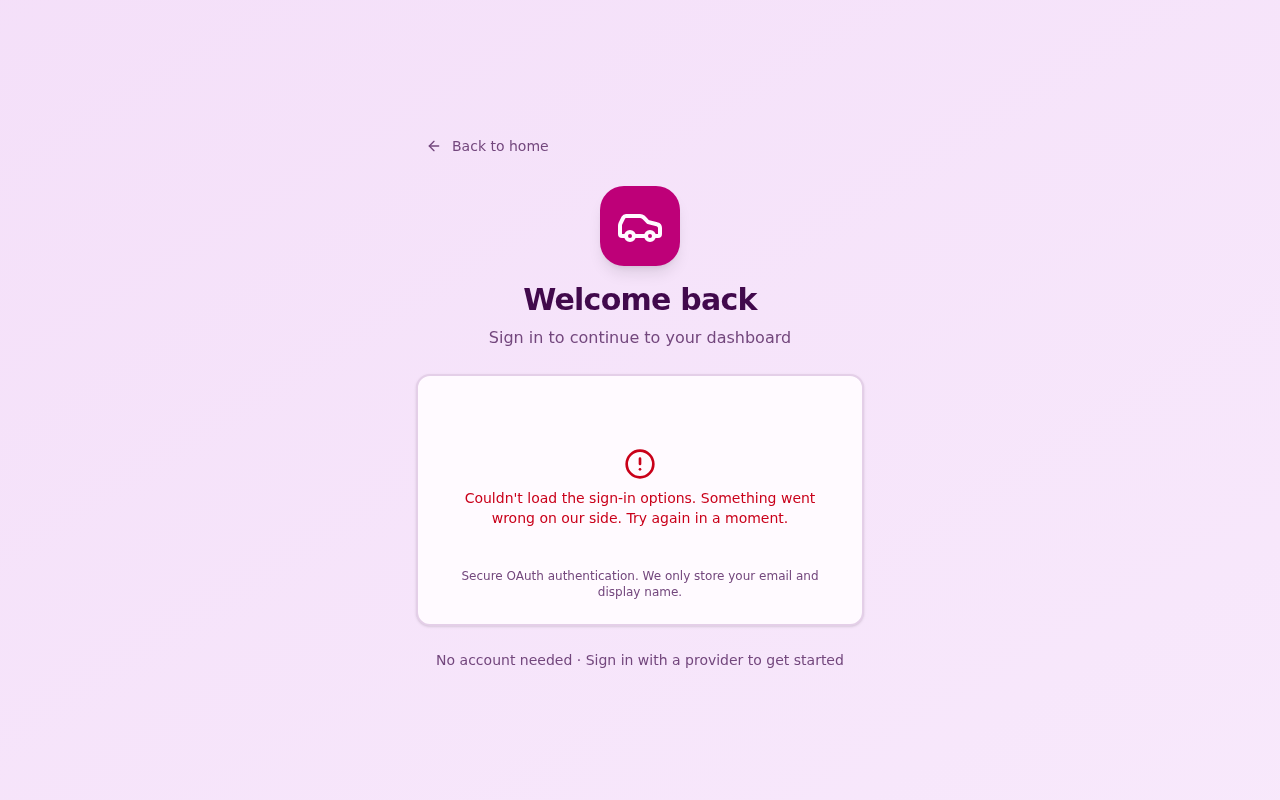 Back to home
Welcome back
Sign in to continue to your dashboard
Couldn't load the sign-in options. Something went
wrong on our side. Try again in a moment.
Secure OAuth authentication. We only store your email and
display name.
No account needed · Sign in with a provider to get started